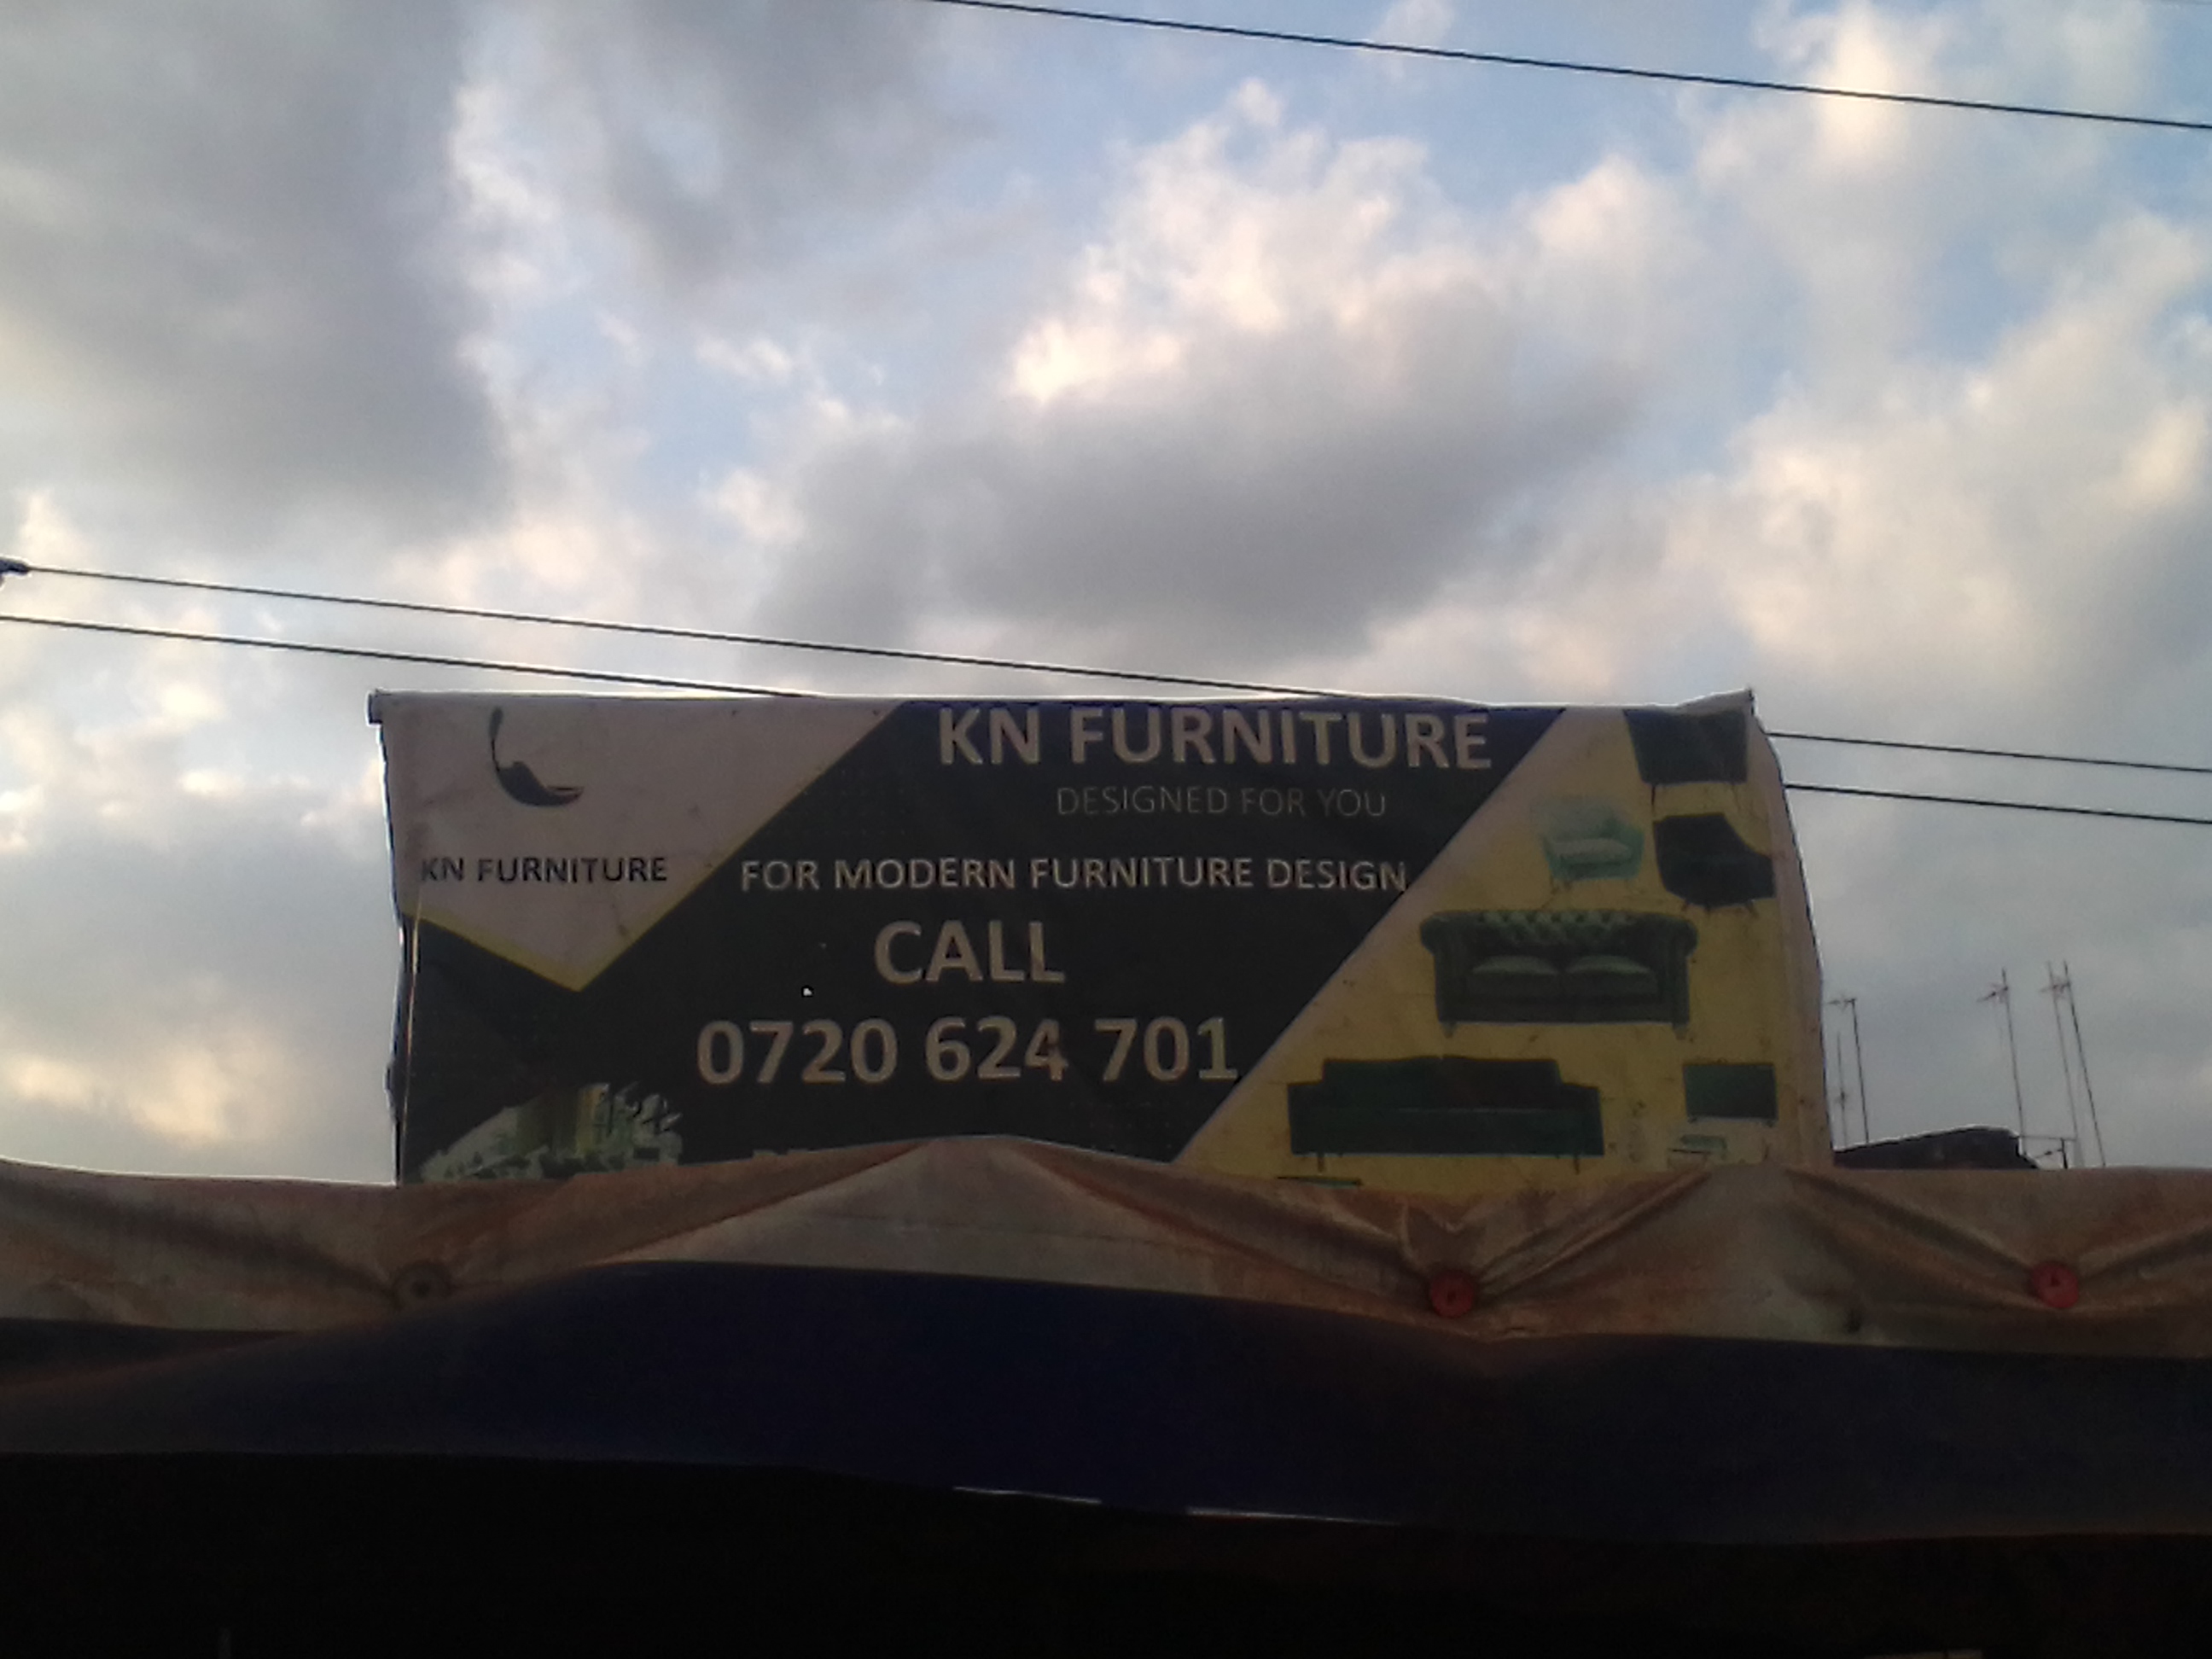 KN FURNITURE
DESIGNED FOR YOU
KN FURNITURE
FOR MODERN FURNITURE DESIGN
CALL
0720 624 701